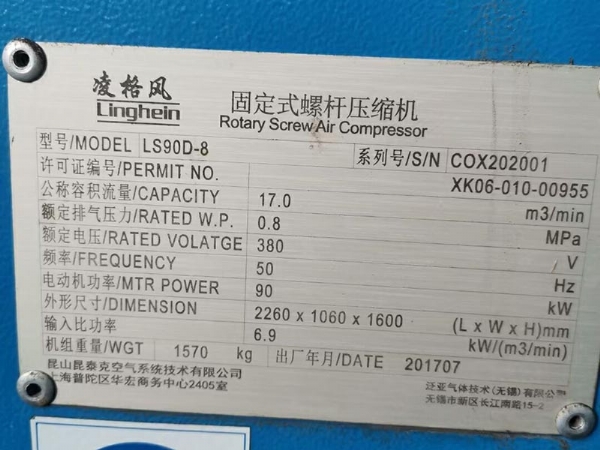 凌格风
Linghein
固定式螺杆压缩机
Rotary Screw Air Compressor
型号/MODEL LS90D-8 系列号/S/N COX202001
许可证编号/PERMIT NO. XK06-010-00955
公称容积流量/CAPACITY 17.0 m3/min
额定排气压力/RATED W.P. 0.8 MPa
额定电压/RATED VOLATGE 380 V
频率/FREQUENCY 50 Hz
电动机功率/MTR POWER 90 kW
外形尺寸/DIMENSION 2260 x 1060 x 1600 (L x W x H)mm
输入比功率 6.9 kW/(m3/min)
机组重量/WGT 1570 kg 出厂年月/DATE 201707
昆山昆泰克空气系统技术有限公司 泛亚气体技术(无锡)有限公司
上海普陀区华宏商务中心2405室 无锡市新区长江南路15-2